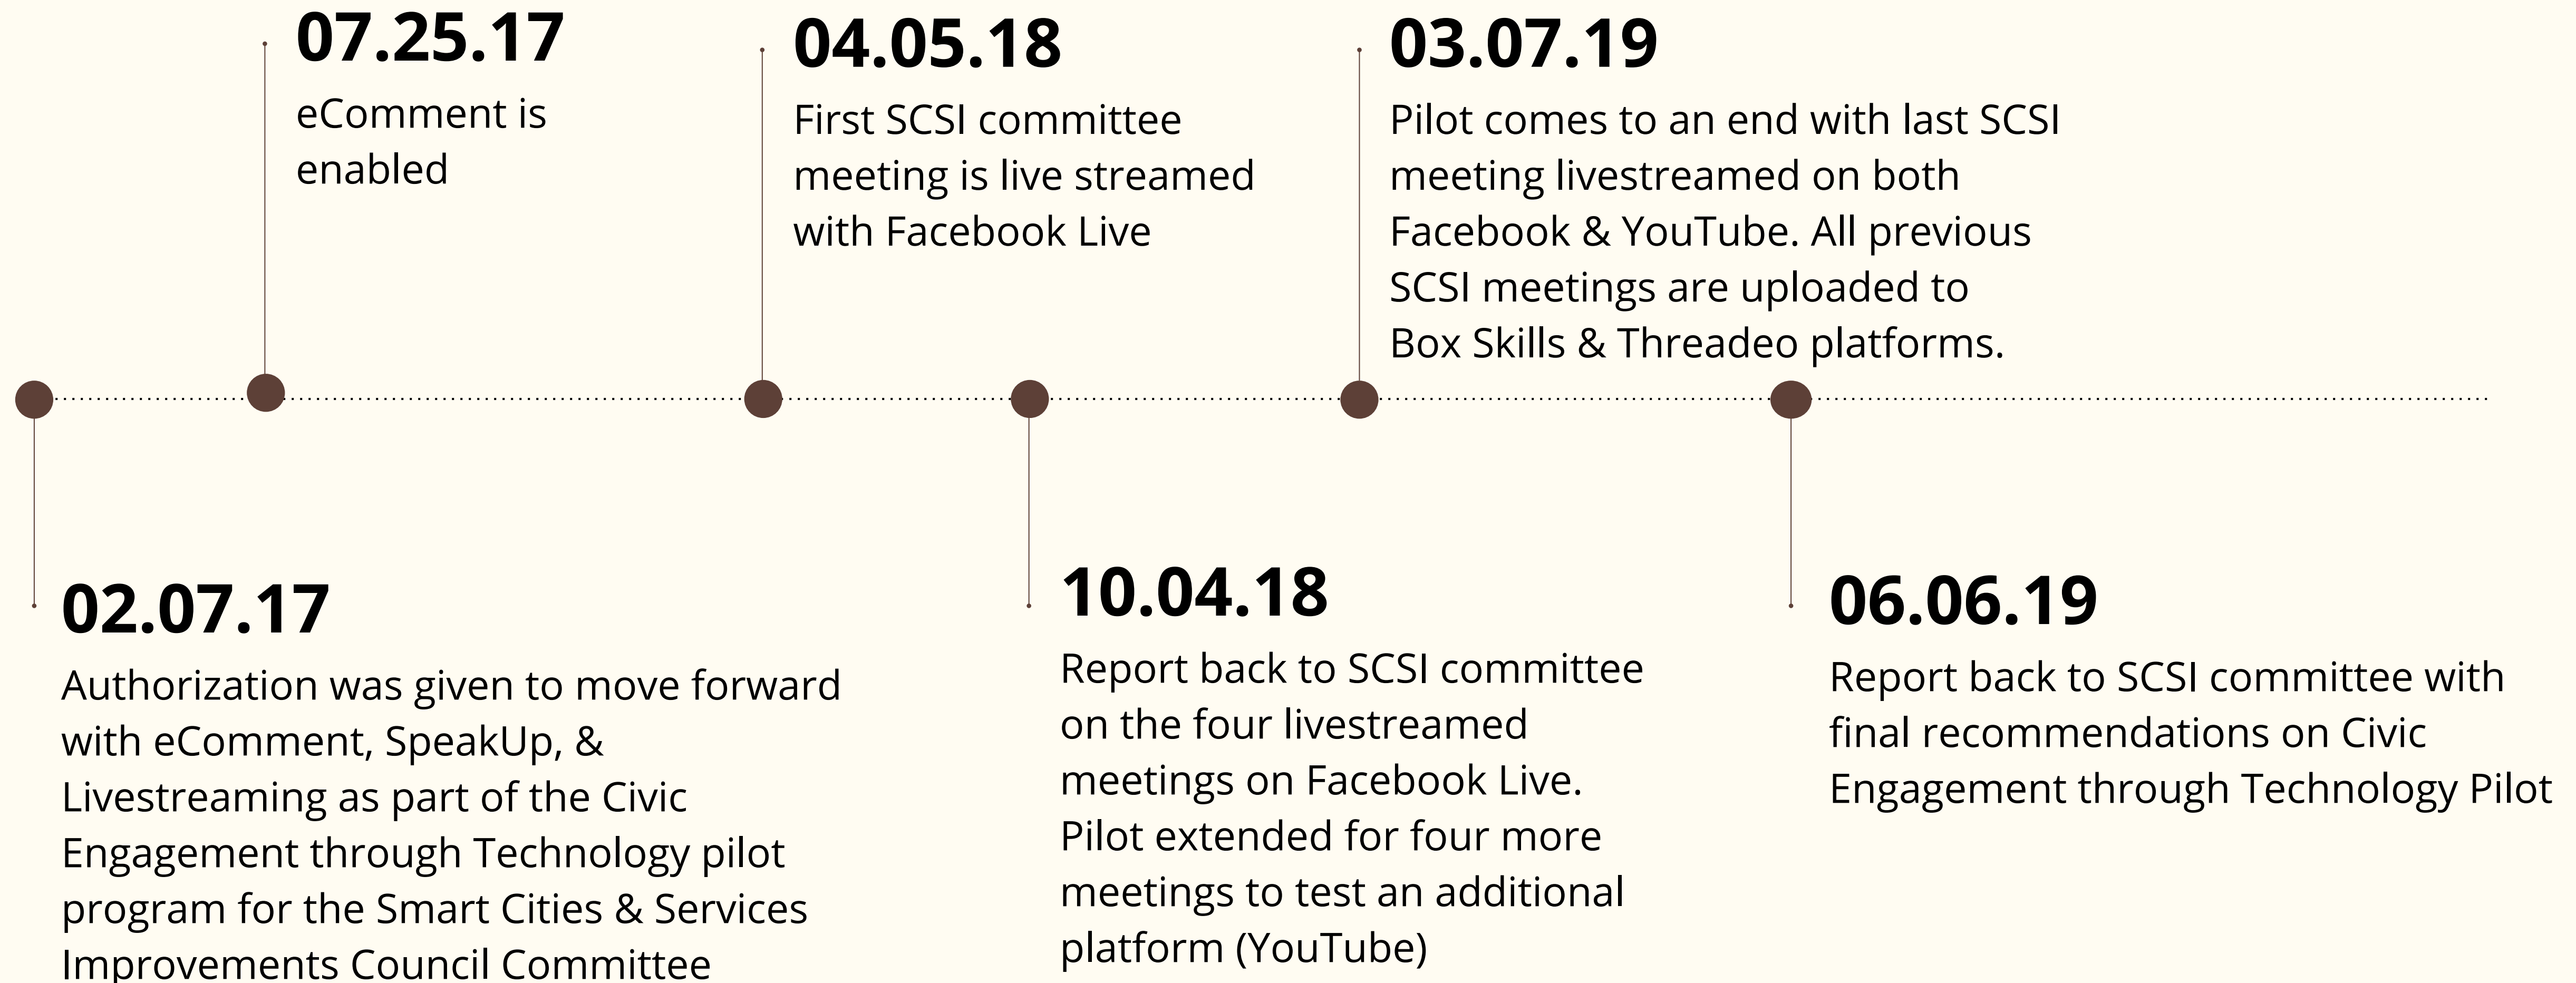 07.25.17
eComment is
enabled
04.05.18
First SCSI committee
meeting is live streamed
with Facebook Live
03.07.19
Pilot comes to an end with last SCSI
meeting livestreamed on both
Facebook & YouTube. All previous
SCSI meetings are uploaded to
Box Skills & Threadeo platforms.
02.07.17
Authorization was given to move forward
with eComment, SpeakUp, &
Livestreaming as part of the Civic
Engagement through Technology pilot
program for the Smart Cities & Services
Improvements Council Committee
10.04.18
Report back to SCSI committee
on the four livestreamed
meetings on Facebook Live.
Pilot extended for four more
meetings to test an additional
platform (YouTube)
06.06.19
Report back to SCSI committee with
final recommendations on Civic
Engagement through Technology Pilot